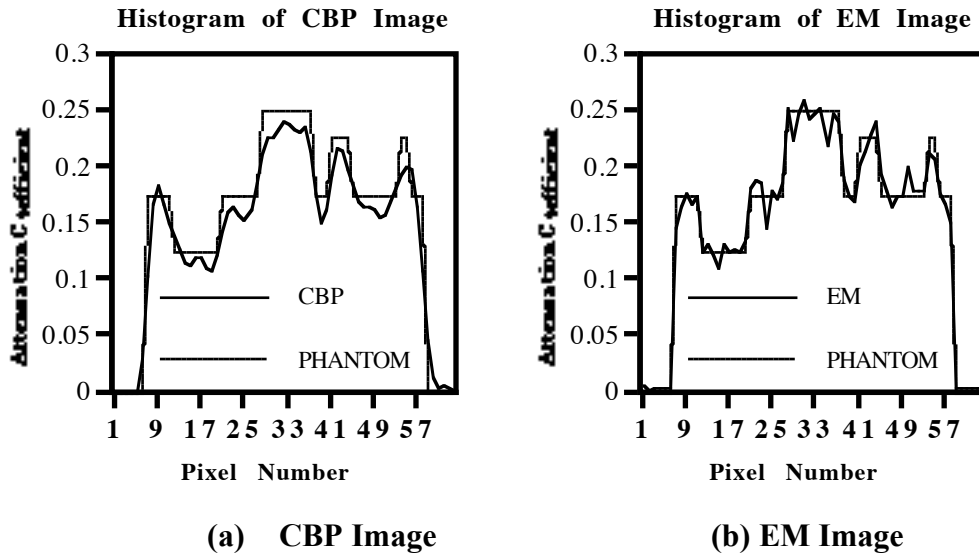 Histogram of CBP Image
0.3
0.25
0.2
0.15
0.1
0.05
0
CBP
PHANTOM
1 9 17 25 33 41 49 57
Pixel Number
(a) CBP Image
Histogram of EM Image
0.3
0.25
0.2
0.15
0.1
0.05
0
EM
PHANTOM
1 9 17 25 33 41 49 57
Pixel Number
(b) EM Image